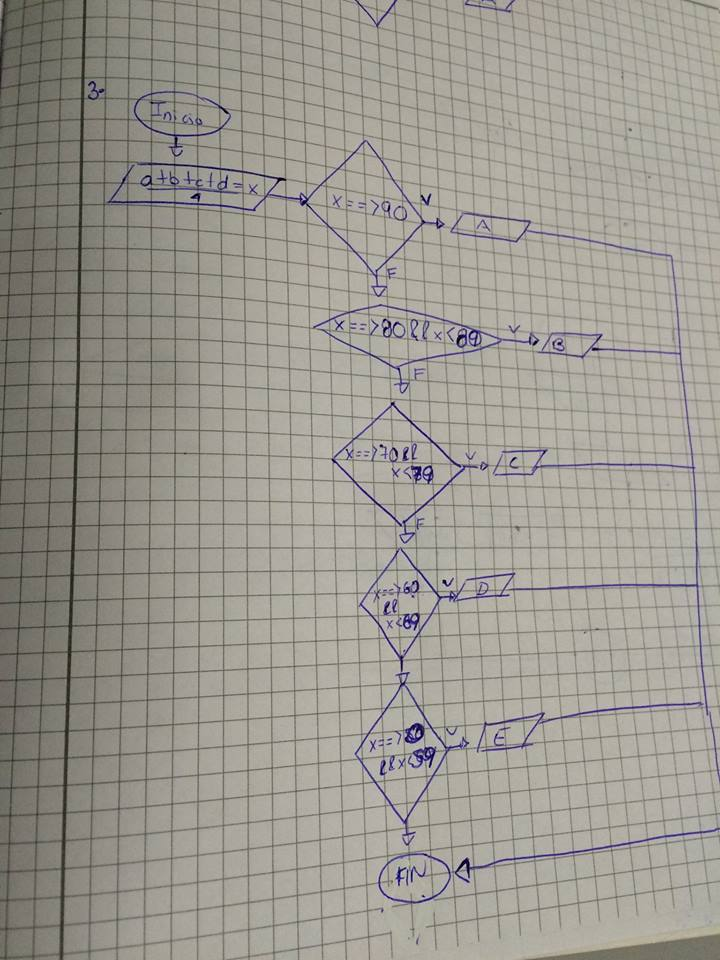 3.
Inicio
a+b+c+d=x
4
x==>90
V
A
F
x==>80&&x<89
V
B
F
x==>70&&
x<79
V
C
F
x==>60
&&
x<69
V
D
x==>50
&&x<59
V
E
FIN